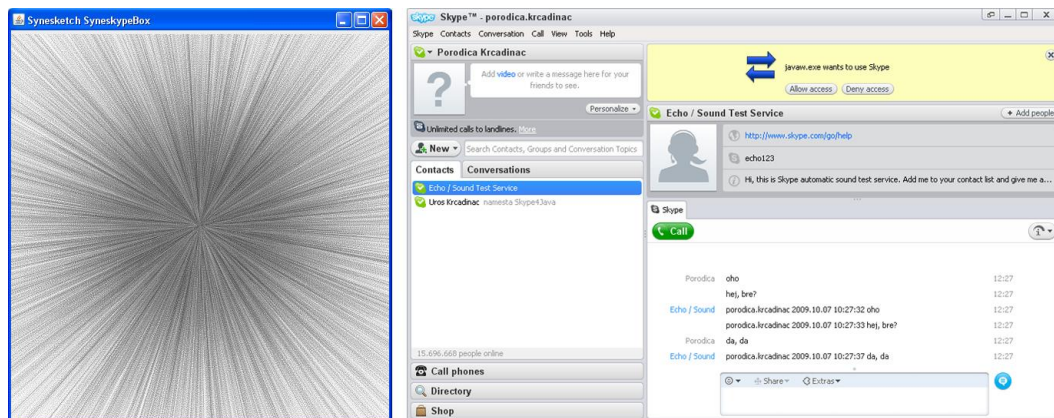 Synesketch SyneskypeBox
Skype™ - porodica.krcadinac
Skype Contacts Conversation Call View Tools Help
Porodica Krcadinac
Add video or write a message here for your
friends to see.
Personalize
Unlimited calls to landlines. More
New
Search Contacts, Groups and Conversation Topics
Contacts Conversations
Echo / Sound Test Service
Uros Krcadinac namesta Skype4Java
15.696.668 people online
Call phones
Directory
Shop
javaw.exe wants to use Skype
Allow access Deny access
Echo / Sound Test Service
+ Add people
http://www.skype.com/go/help
echo123
Hi, this is Skype automatic sound test service. Add me to your contact list and give me a...
Skype
Call
Porodica oho 12:27
hej, bre? 12:27
Echo / Sound porodica.krcadinac 2009.10.07 10:27:32 oho 12:27
porodica.krcadinac 2009.10.07 10:27:33 hej, bre? 12:27
Porodica da, da 12:27
Echo / Sound porodica.krcadinac 2009.10.07 10:27:37 da, da 12:27
Share Extras